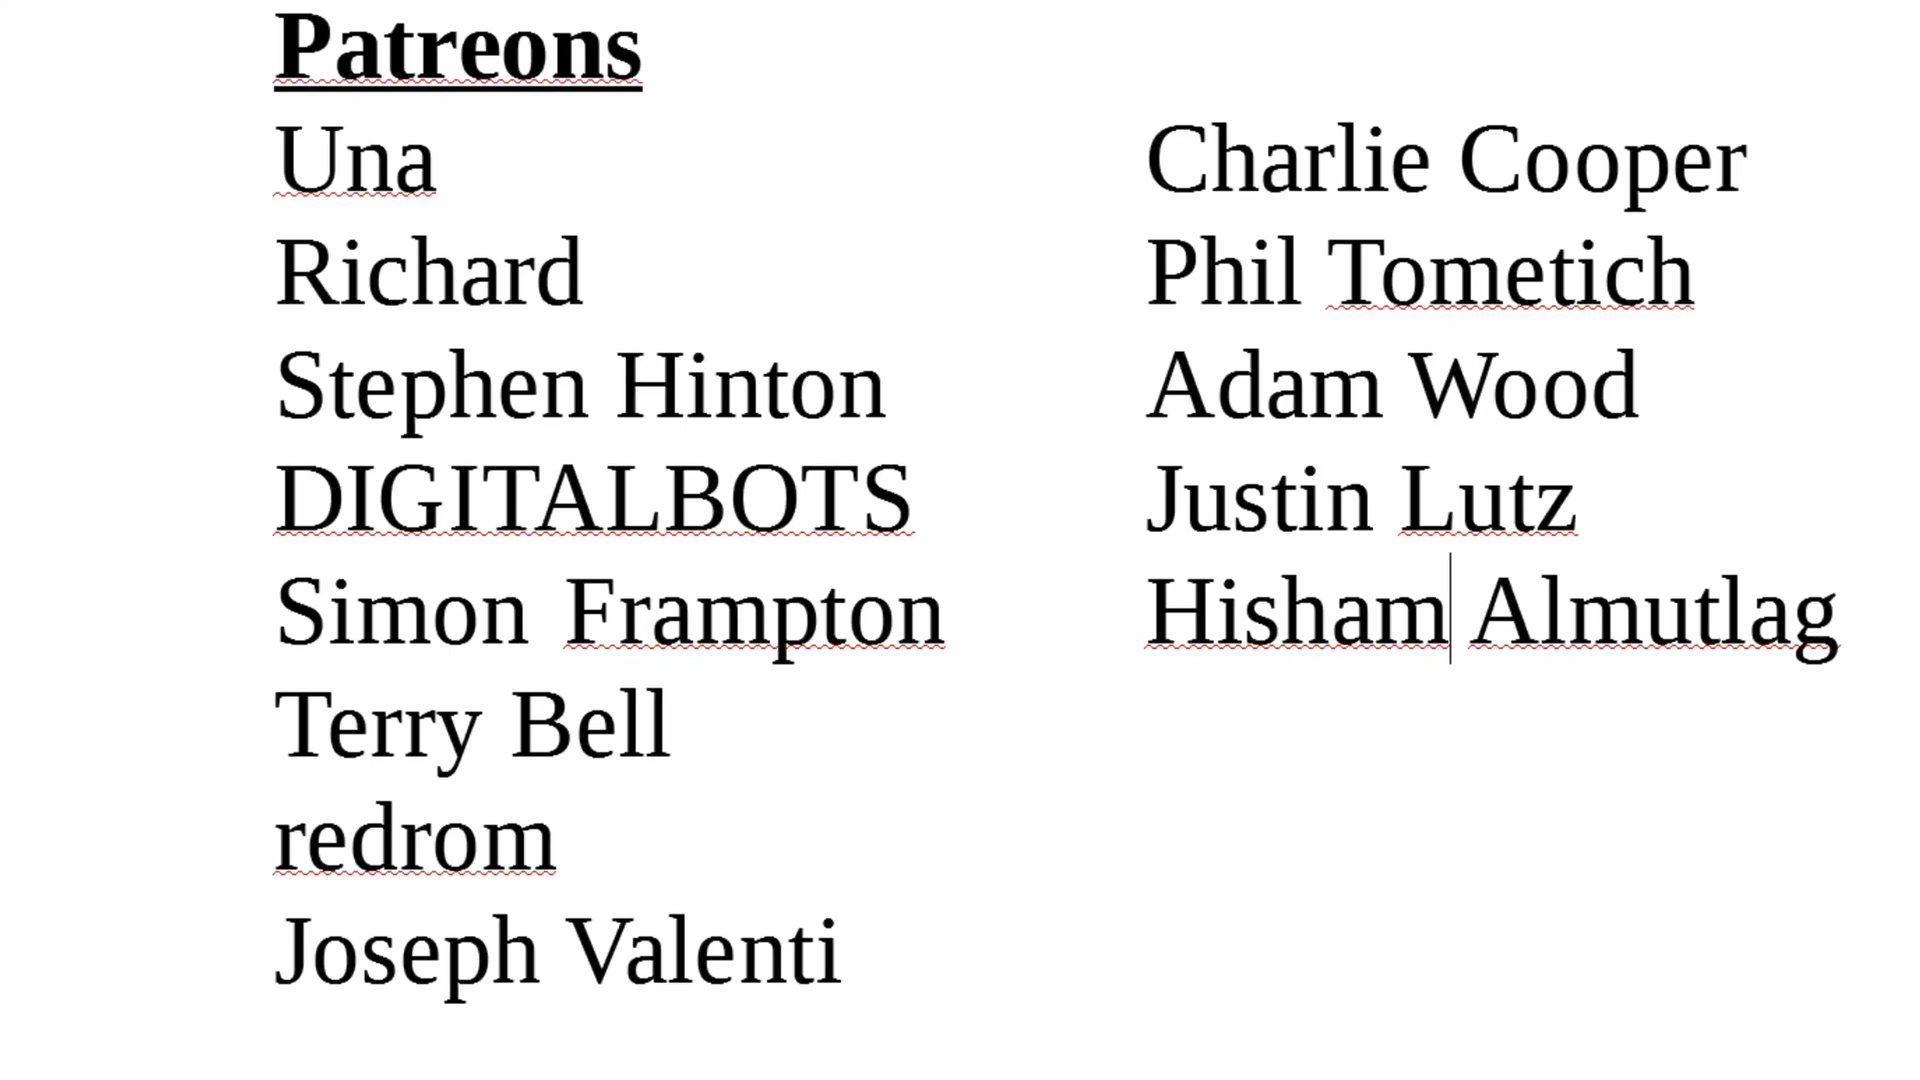 Patreons
Una
Richard
Stephen Hinton
DIGITALBOTS
Simon Frampton
Terry Bell
redrom
Joseph Valenti
Charlie Cooper
Phil Tometich
Adam Wood
Justin Lutz
Hisham Almutlag